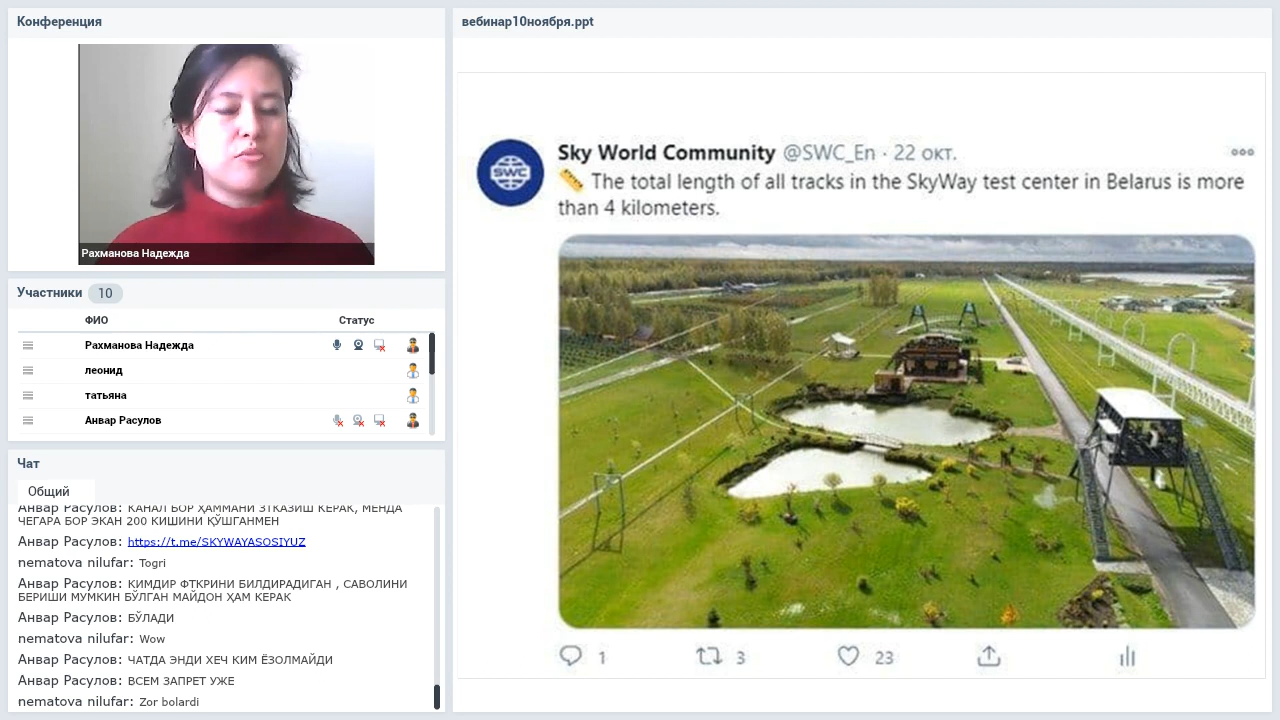 Конференция
Рахманова Надежда
Участники 10
ФИО Статус
Рахманова Надежда
леонид
татьяна
Анвар Расулов
Чат
Общий
Анвар Расулов: КАНАЛ БОР ҲАММАНИ ЎТКАЗИШ КЕРАК, МЕНДА
ЧЕГАРА БОР ЭКАН 200 КИШИНИ ҚЎШГАНМЕН
Анвар Расулов: https://t.me/SKYWAYASOSIYUZ
nematova nilufar: Togri
Анвар Расулов: КИМДИР ФТКРИНИ БИЛДИРАДИГАН , САВОЛИНИ
БЕРИШИ МУМКИН БЎЛГАН МАЙДОН ҲАМ КЕРАК
Анвар Расулов: БЎЛАДИ
nematova nilufar: Wow
Анвар Расулов: ЧАТДА ЭНДИ ХЕЧ КИМ ЁЗОЛМАЙДИ
Анвар Расулов: ВСЕМ ЗАПРЕТ УЖЕ
nematova nilufar: Zor bolardi
вебинар10ноября.ppt
SWC
Sky World Community @SWC_En · 22 окт.
📏 The total length of all tracks in the SkyWay test center in Belarus is more
than 4 kilometers.
1 3 23